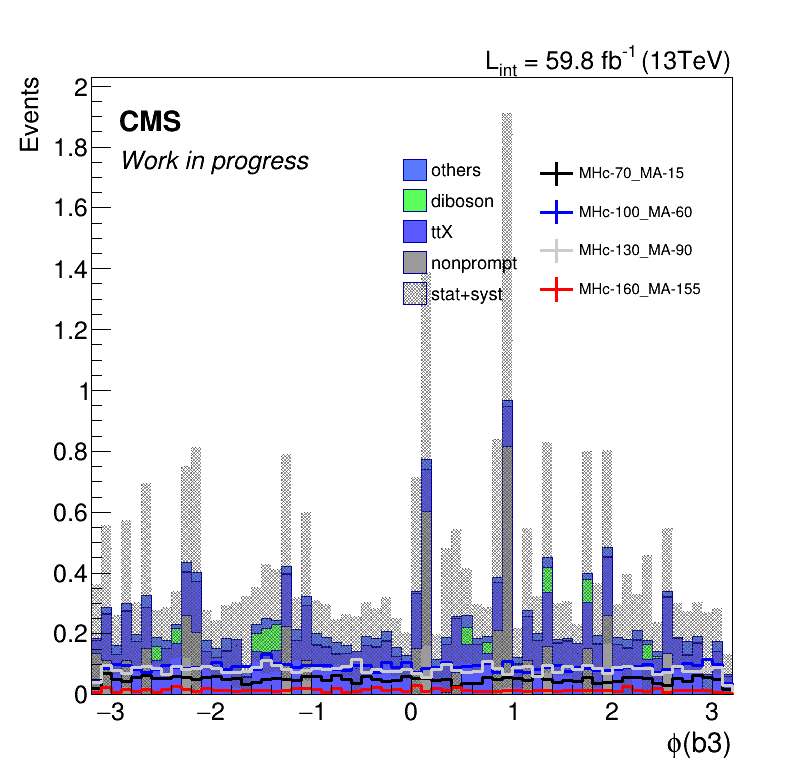 L_int = 59.8 fb^-1 (13TeV)
Events
CMS
Work in progress
others
diboson
ttX
nonprompt
stat+syst
MHc-70_MA-15
MHc-100_MA-60
MHc-130_MA-90
MHc-160_MA-155
2
1.8
1.6
1.4
1.2
1
0.8
0.6
0.4
0.2
0
−3 −2 −1 0 1 2 3
ϕ(b3)